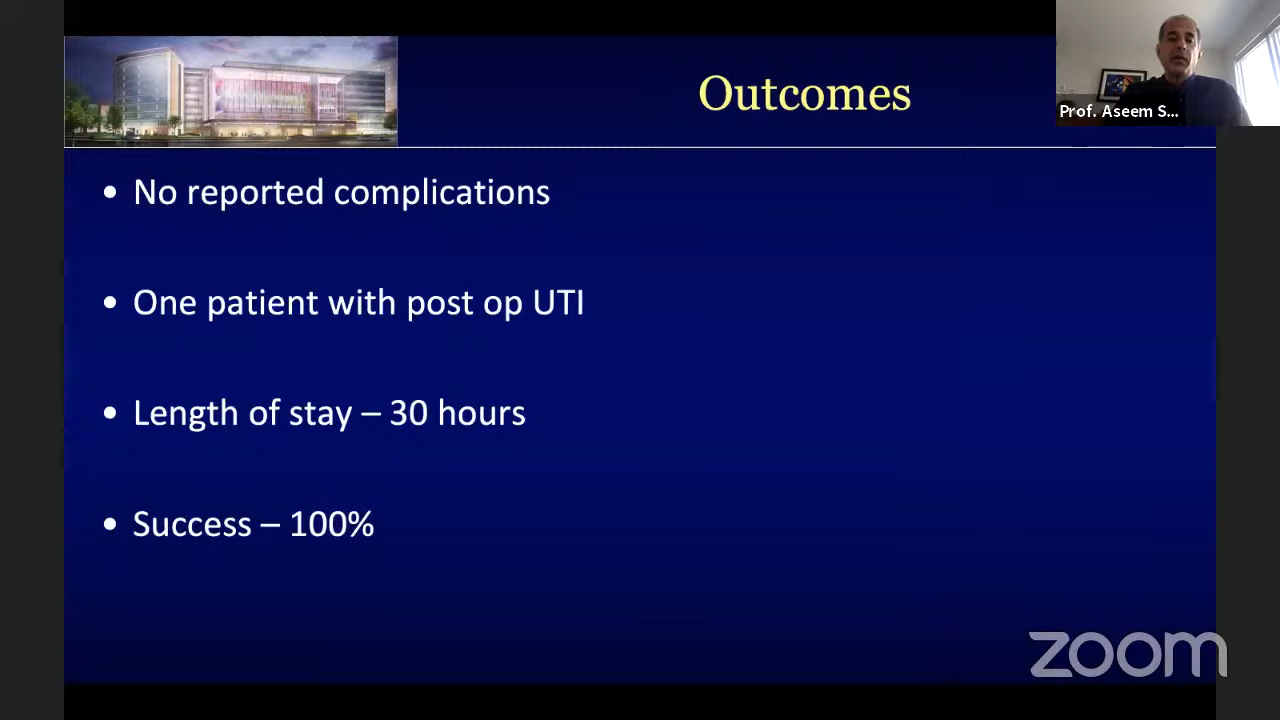 Outcomes
Prof. Aseem S...
• No reported complications
• One patient with post op UTI
• Length of stay – 30 hours
• Success – 100%
zoom